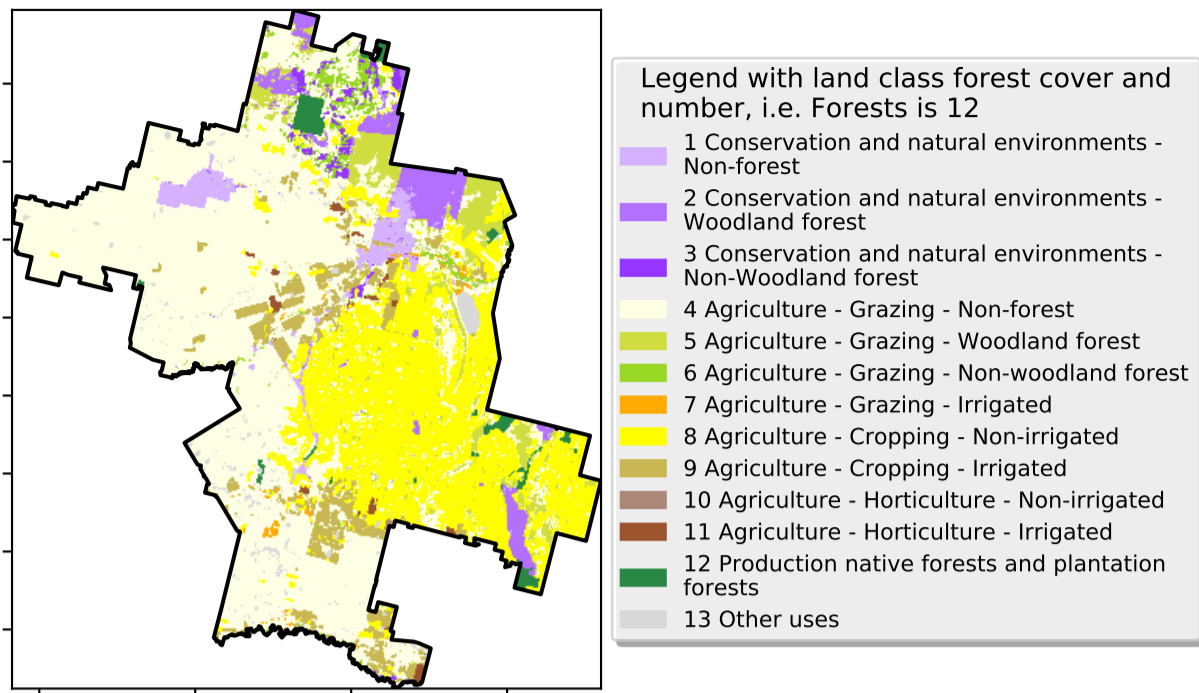 Legend with land class forest cover and
number, i.e. Forests is 12
1 Conservation and natural environments -
Non-forest
2 Conservation and natural environments -
Woodland forest
3 Conservation and natural environments -
Non-Woodland forest
4 Agriculture - Grazing - Non-forest
5 Agriculture - Grazing - Woodland forest
6 Agriculture - Grazing - Non-woodland forest
7 Agriculture - Grazing - Irrigated
8 Agriculture - Cropping - Non-irrigated
9 Agriculture - Cropping - Irrigated
10 Agriculture - Horticulture - Non-irrigated
11 Agriculture - Horticulture - Irrigated
12 Production native forests and plantation
forests
13 Other uses